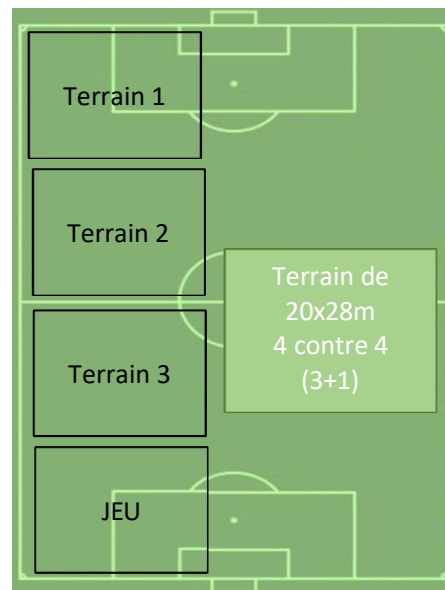 Terrain 1
Terrain 2
Terrain de
20x28m
4 contre 4
(3+1)
Terrain 3
JEU